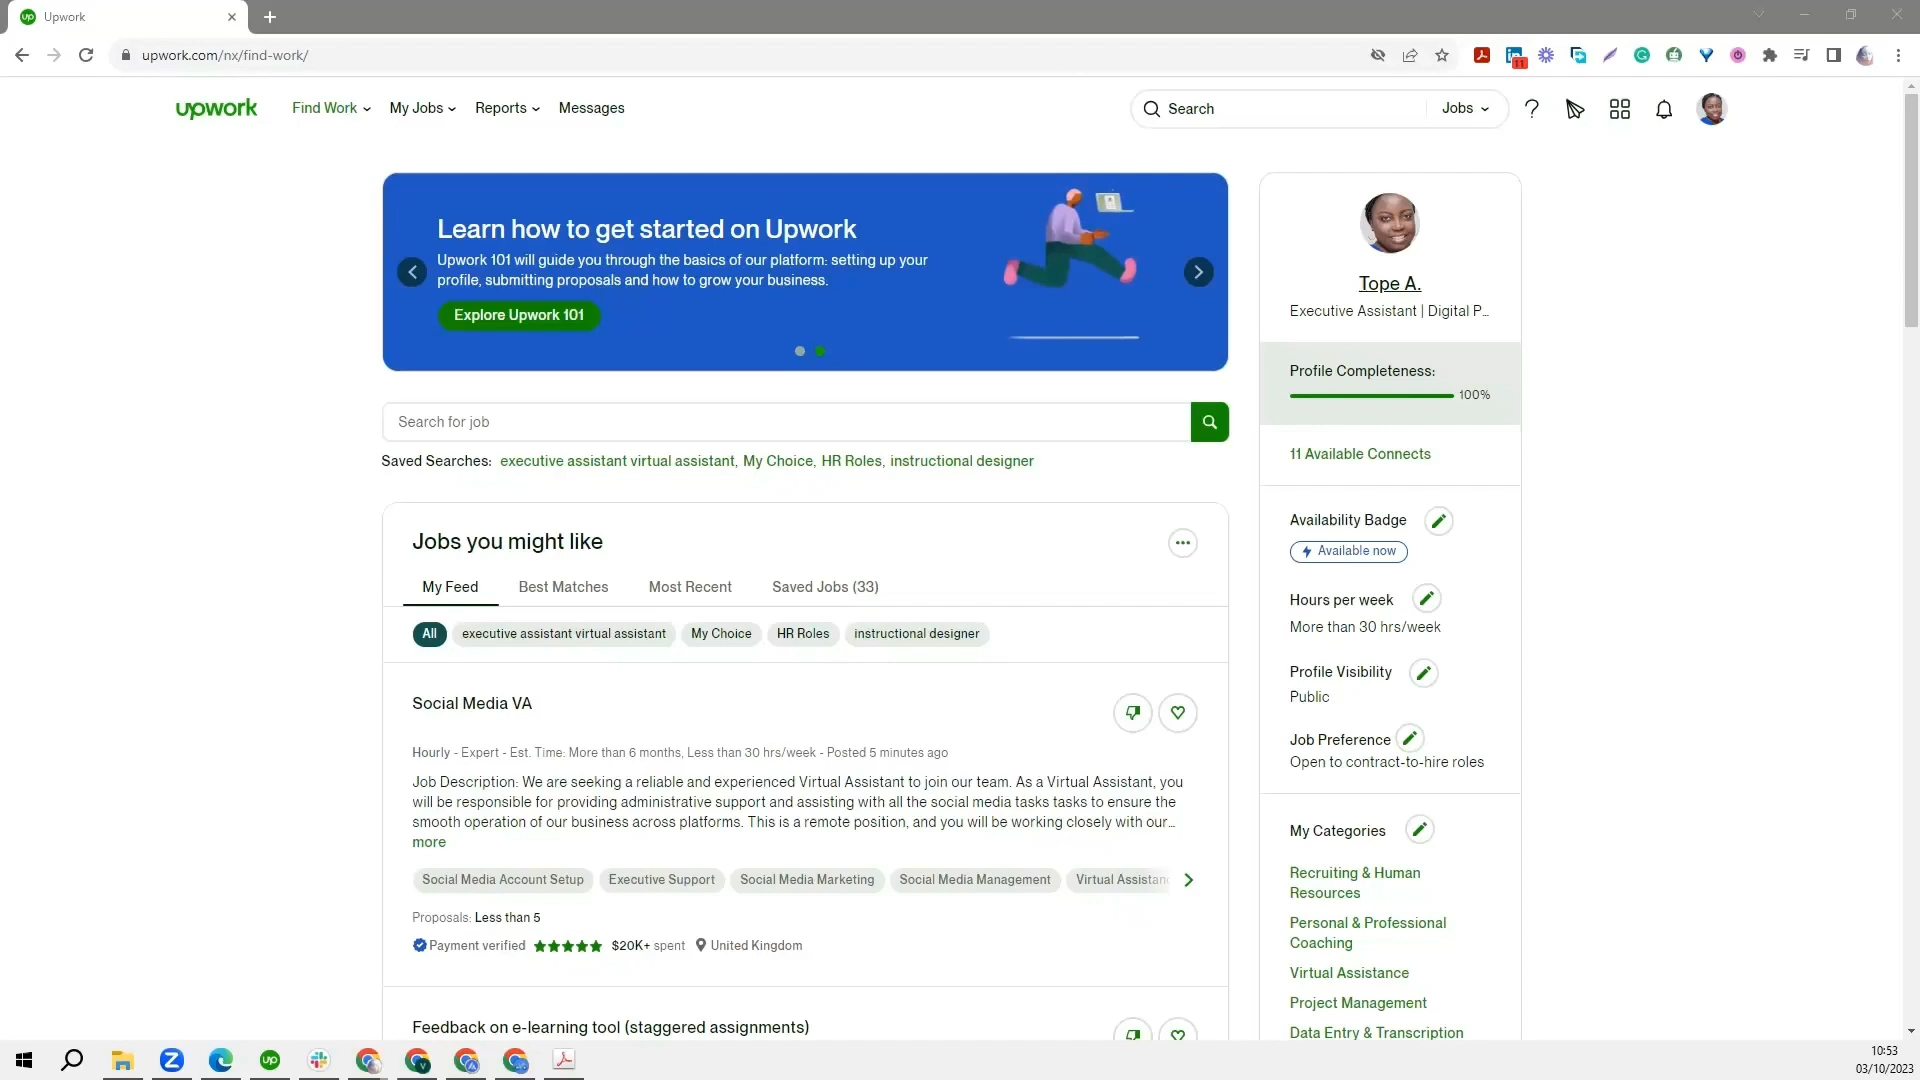 Upwork
upwork.com/nx/find-work/
11
upwork
Find Work
My Jobs
Reports
Messages
Search
Jobs
Learn how to get started on Upwork
Upwork 101 will guide you through the basics of our platform: setting up your
profile, submitting proposals and how to grow your business.
Explore Upwork 101
Search for job
Saved Searches: executive assistant virtual assistant, My Choice, HR Roles, instructional designer
Jobs you might like
My Feed
Best Matches
Most Recent
Saved Jobs (33)
All
executive assistant virtual assistant
My Choice
HR Roles
instructional designer
Social Media VA
Hourly - Expert - Est. Time: More than 6 months, Less than 30 hrs/week - Posted 5 minutes ago
Job Description: We are seeking a reliable and experienced Virtual Assistant to join our team. As a Virtual Assistant, you
will be responsible for providing administrative support and assisting with all the social media tasks tasks to ensure the
smooth operation of our business across platforms. This is a remote position, and you will be working closely with our…
more
Social Media Account Setup
Executive Support
Social Media Marketing
Social Media Management
Virtual Assistanc
Proposals: Less than 5
Payment verified
$20K+ spent
United Kingdom
Feedback on e-learning tool (staggered assignments)
Tope A.
Executive Assistant | Digital P…
Profile Completeness:
100%
11 Available Connects
Availability Badge
Available now
Hours per week
More than 30 hrs/week
Profile Visibility
Public
Job Preference
Open to contract-to-hire roles
My Categories
Recruiting & Human
Resources
Personal & Professional
Coaching
Virtual Assistance
Project Management
Data Entry & Transcription
10:53
03/10/2023